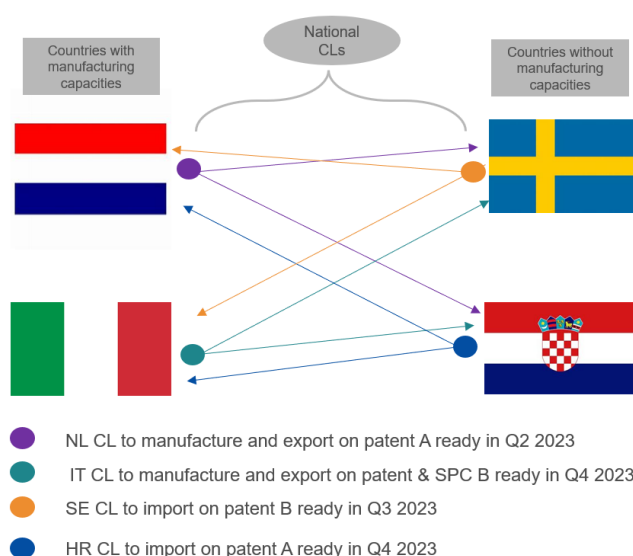 National
CLs
Countries with
manufacturing
capacities
Countries without
manufacturing
capacities
NL CL to manufacture and export on patent A ready in Q2 2023
IT CL to manufacture and export on patent & SPC B ready in Q4 2023
SE CL to import on patent B ready in Q3 2023
HR CL to import on patent A ready in Q4 2023